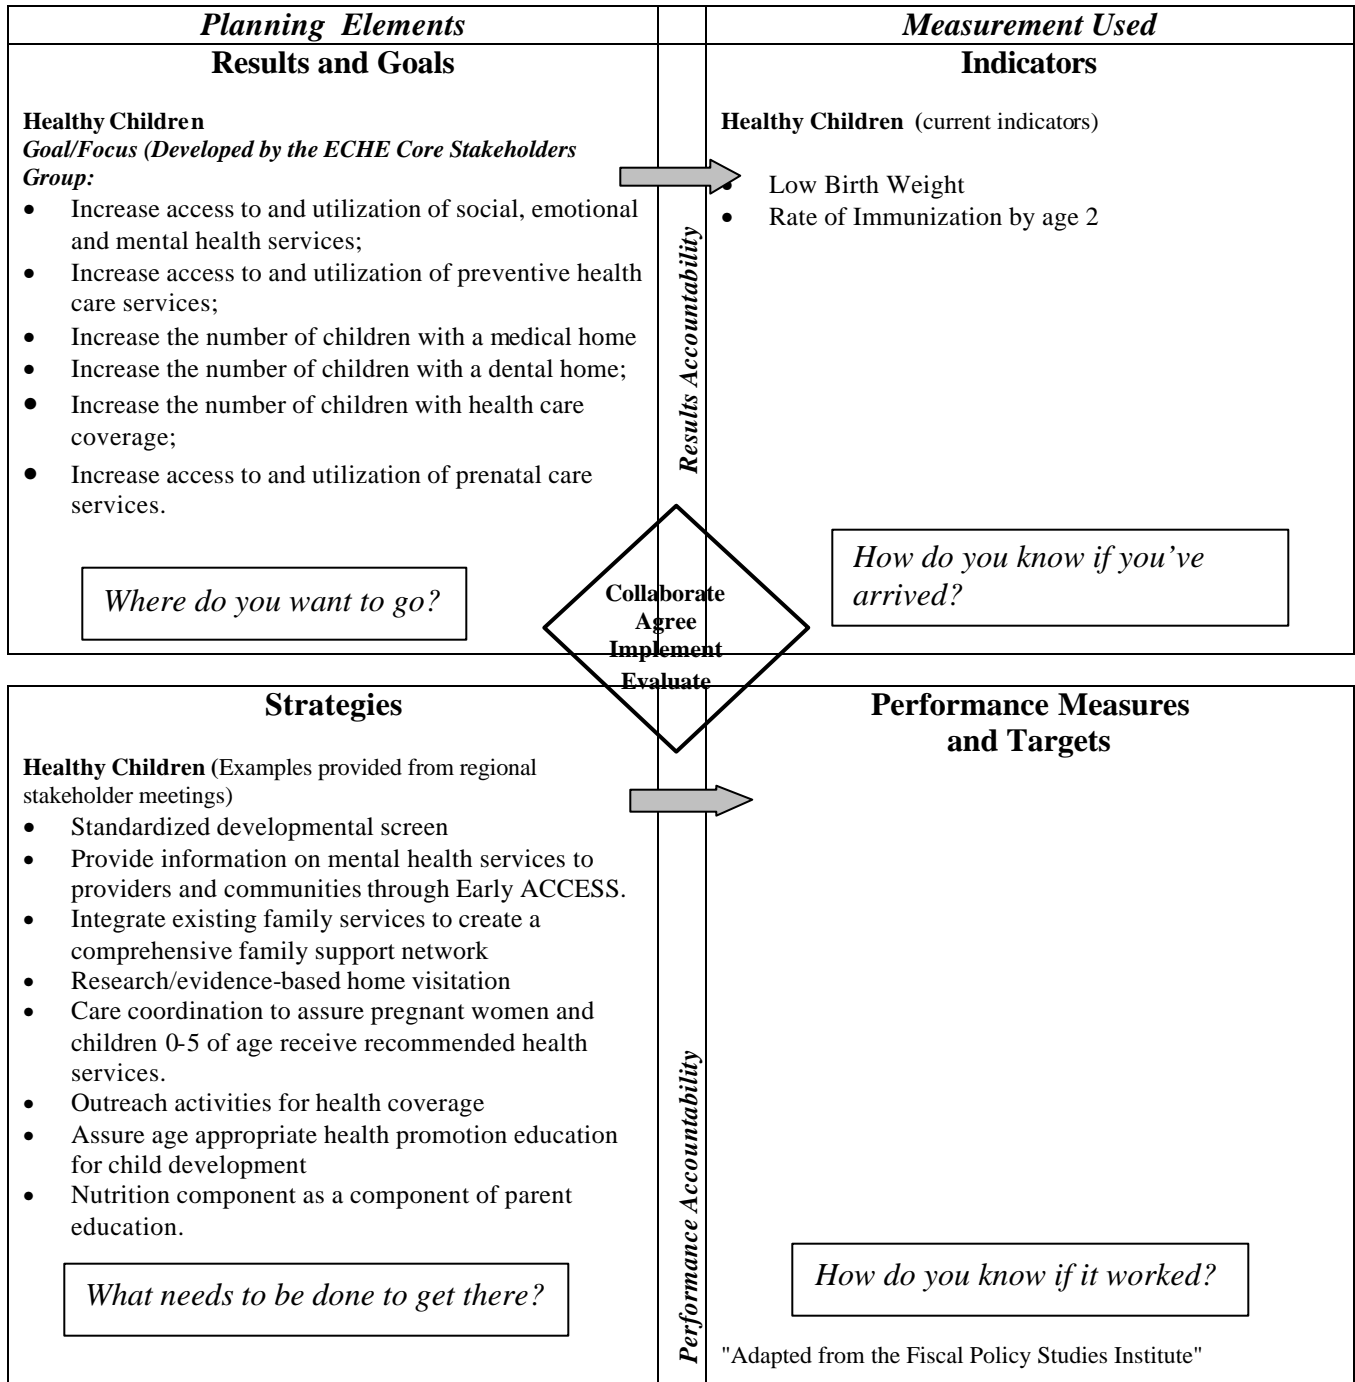 Planning Elements
Measurement Used
Results and Goals
Healthy Children
Goal/Focus (Developed by the ECHE Core Stakeholders
Group:
• Increase access to and utilization of social, emotional
and mental health services;
• Increase access to and utilization of preventive health
care services;
• Increase the number of children with a medical home
• Increase the number of children with a dental home;
• Increase the number of children with health care
coverage;
• Increase access to and utilization of prenatal care
services.
Where do you want to go?
Results Accountability
Indicators
Healthy Children (current indicators)
• Low Birth Weight
• Rate of Immunization by age 2
How do you know if you've
arrived?
Collaborate
Agree
Implement
Evaluate
Strategies
Healthy Children (Examples provided from regional
stakeholder meetings)
• Standardized developmental screen
• Provide information on mental health services to
providers and communities through Early ACCESS.
• Integrate existing family services to create a
comprehensive family support network
• Research/evidence-based home visitation
• Care coordination to assure pregnant women and
children 0-5 of age receive recommended health
services.
• Outreach activities for health coverage
• Assure age appropriate health promotion education
for child development
• Nutrition component as a component of parent
education.
What needs to be done to get there?
Performance Accountability
Performance Measures
and Targets
How do you know if it worked?
"Adapted from the Fiscal Policy Studies Institute"